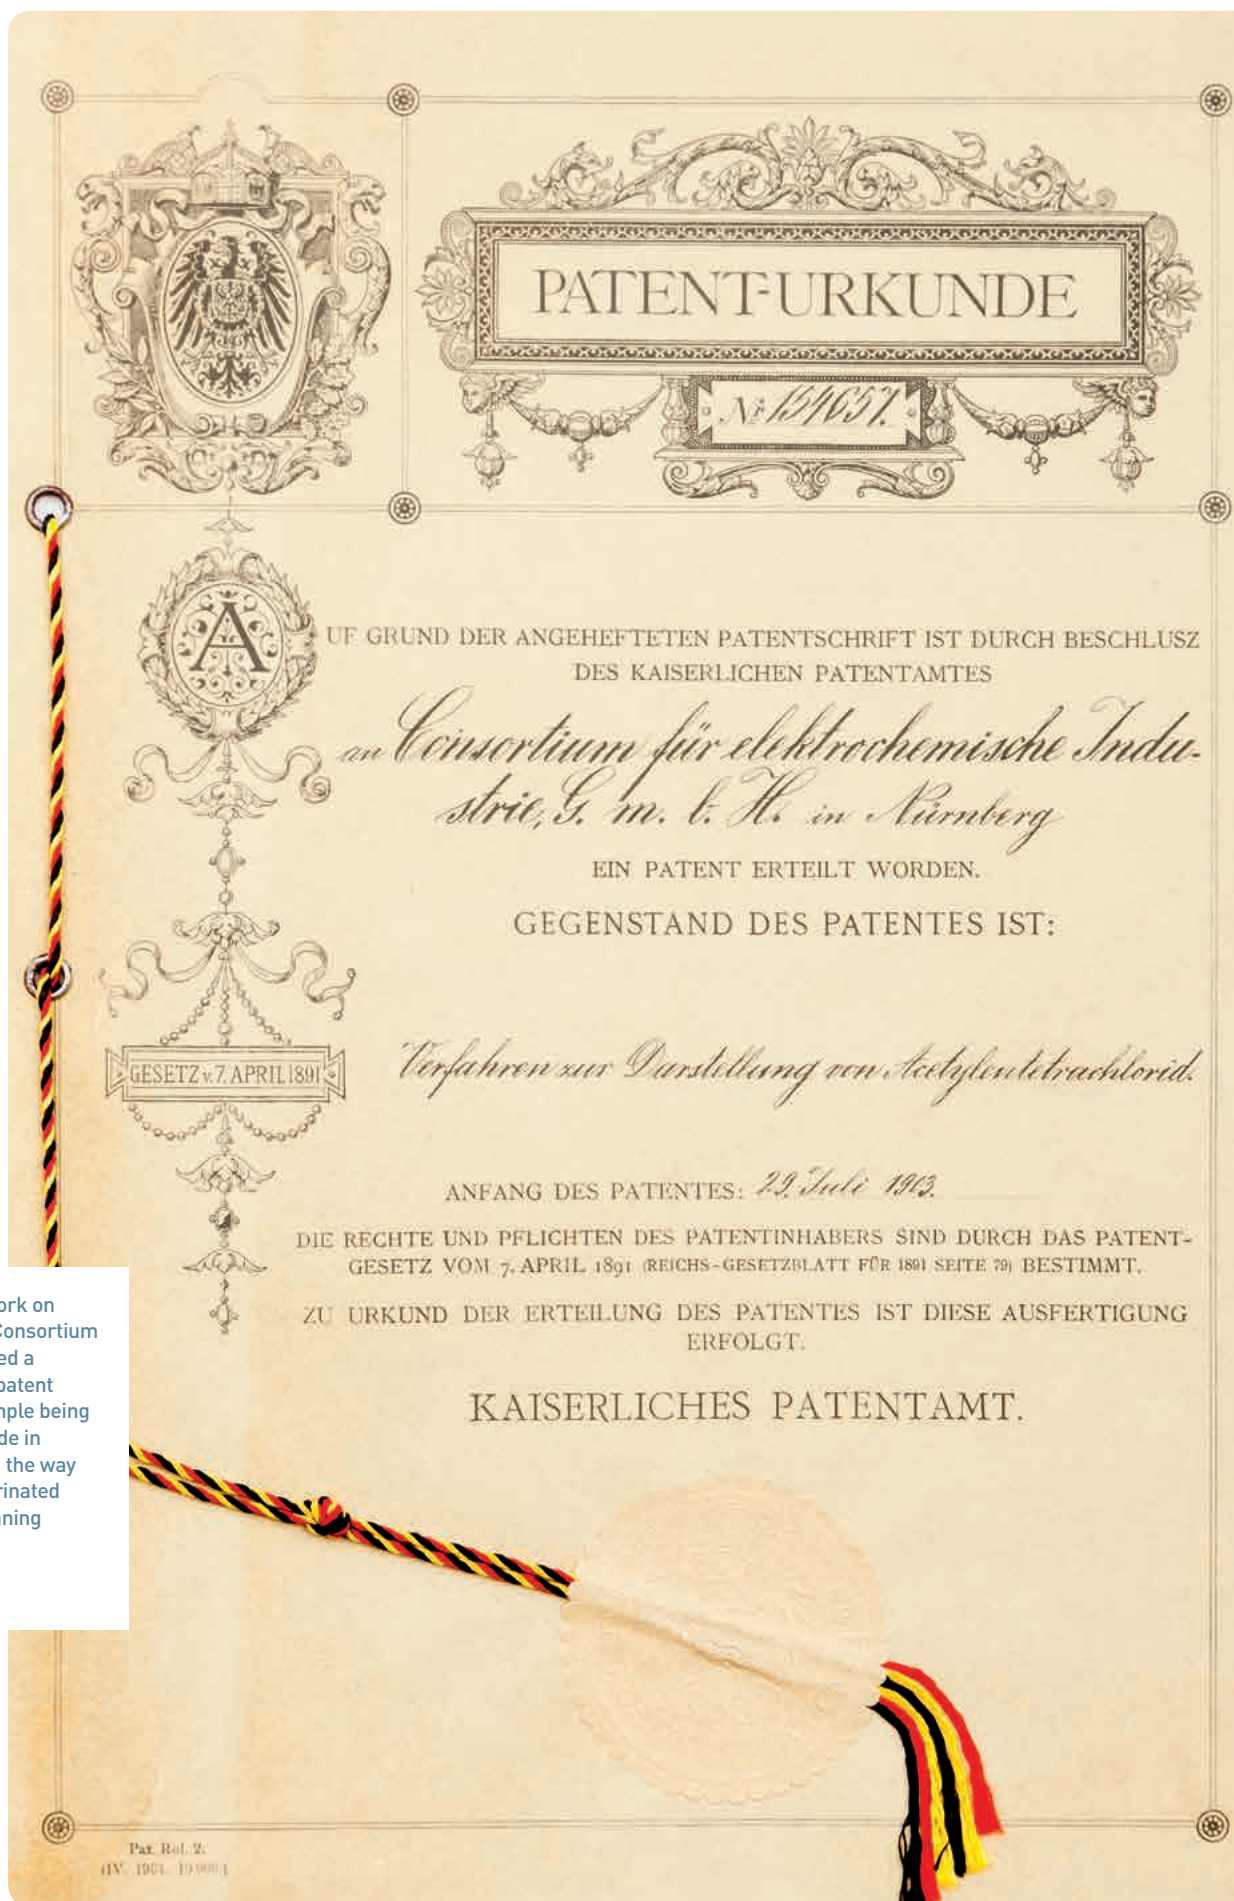 PATENT-URKUNDE
No 154657.
AUF GRUND DER ANGEHEFTETEN PATENTSCHRIFT IST DURCH BESCHLUSZ
DES KAISERLICHEN PATENTAMTES
an Consortium für elektrochemische Indu-
strie, G. m. b. H. in Nürnberg
EIN PATENT ERTEILT WORDEN.
GEGENSTAND DES PATENTES IST:
GESETZ v. 7. APRIL 1891
Verfahren zur Darstellung von Acetylentetrachlorid.
ANFANG DES PATENTES: 29. Juli 1903.
DIE RECHTE UND PFLICHTEN DES PATENTINHABERS SIND DURCH DAS PATENT-
GESETZ VOM 7. APRIL 1891 (REICHS-GESETZBLATT FÜR 1891 SEITE 79) BESTIMMT.
ZU URKUND DER ERTEILUNG DES PATENTES IST DIESE AUSFERTIGUNG
ERFOLGT.
KAISERLICHES PATENTAMT.
ork on
Consortium
ed a
patent
mple being
de in
the way
rinated
ning
Pat. Rol. 2.